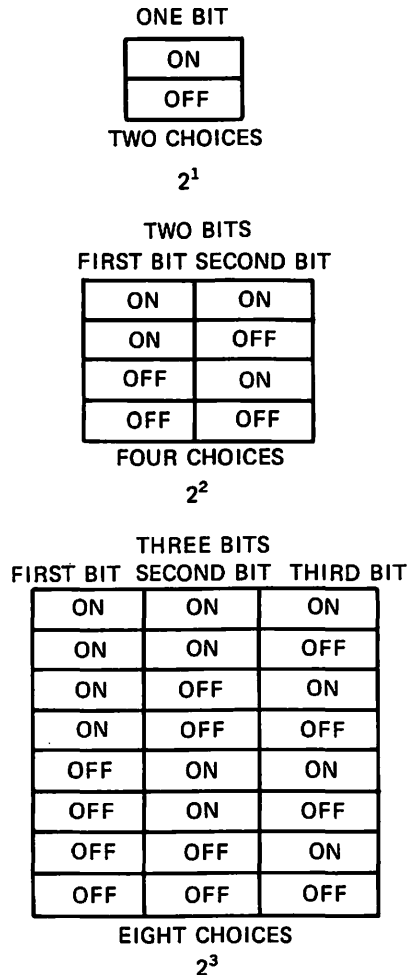 ONE BIT
ON
OFF
TWO CHOICES
2¹
TWO BITS
FIRST BIT SECOND BIT
ON ON
ON OFF
OFF ON
OFF OFF
FOUR CHOICES
2²
THREE BITS
FIRST BIT SECOND BIT THIRD BIT
ON ON ON
ON ON OFF
ON OFF ON
ON OFF OFF
OFF ON ON
OFF ON OFF
OFF OFF ON
OFF OFF OFF
EIGHT CHOICES
2³